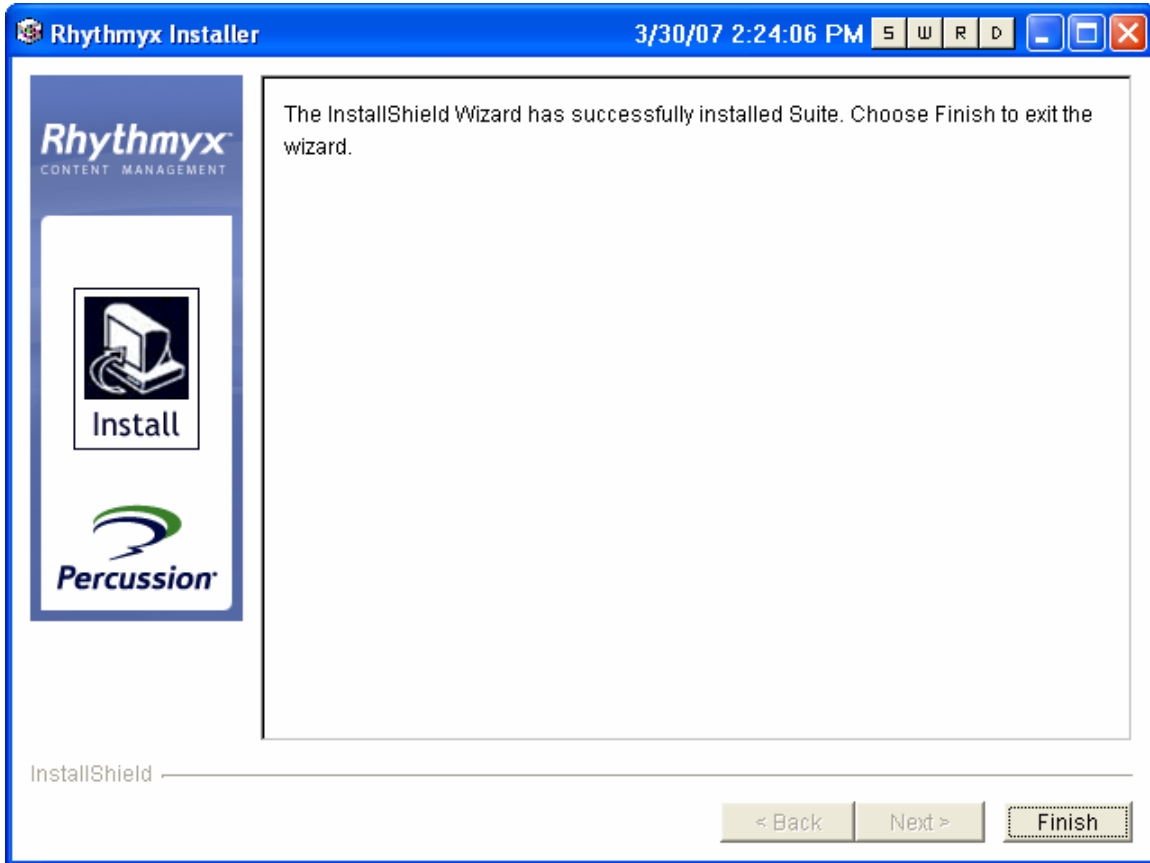 Rhythmyx Installer
3/30/07 2:24:06 PM S W R D
Rhythmyx
CONTENT MANAGEMENT
The InstallShield Wizard has successfully installed Suite. Choose Finish to exit the
wizard.
Install
Percussion
InstallShield
< Back Next > Finish